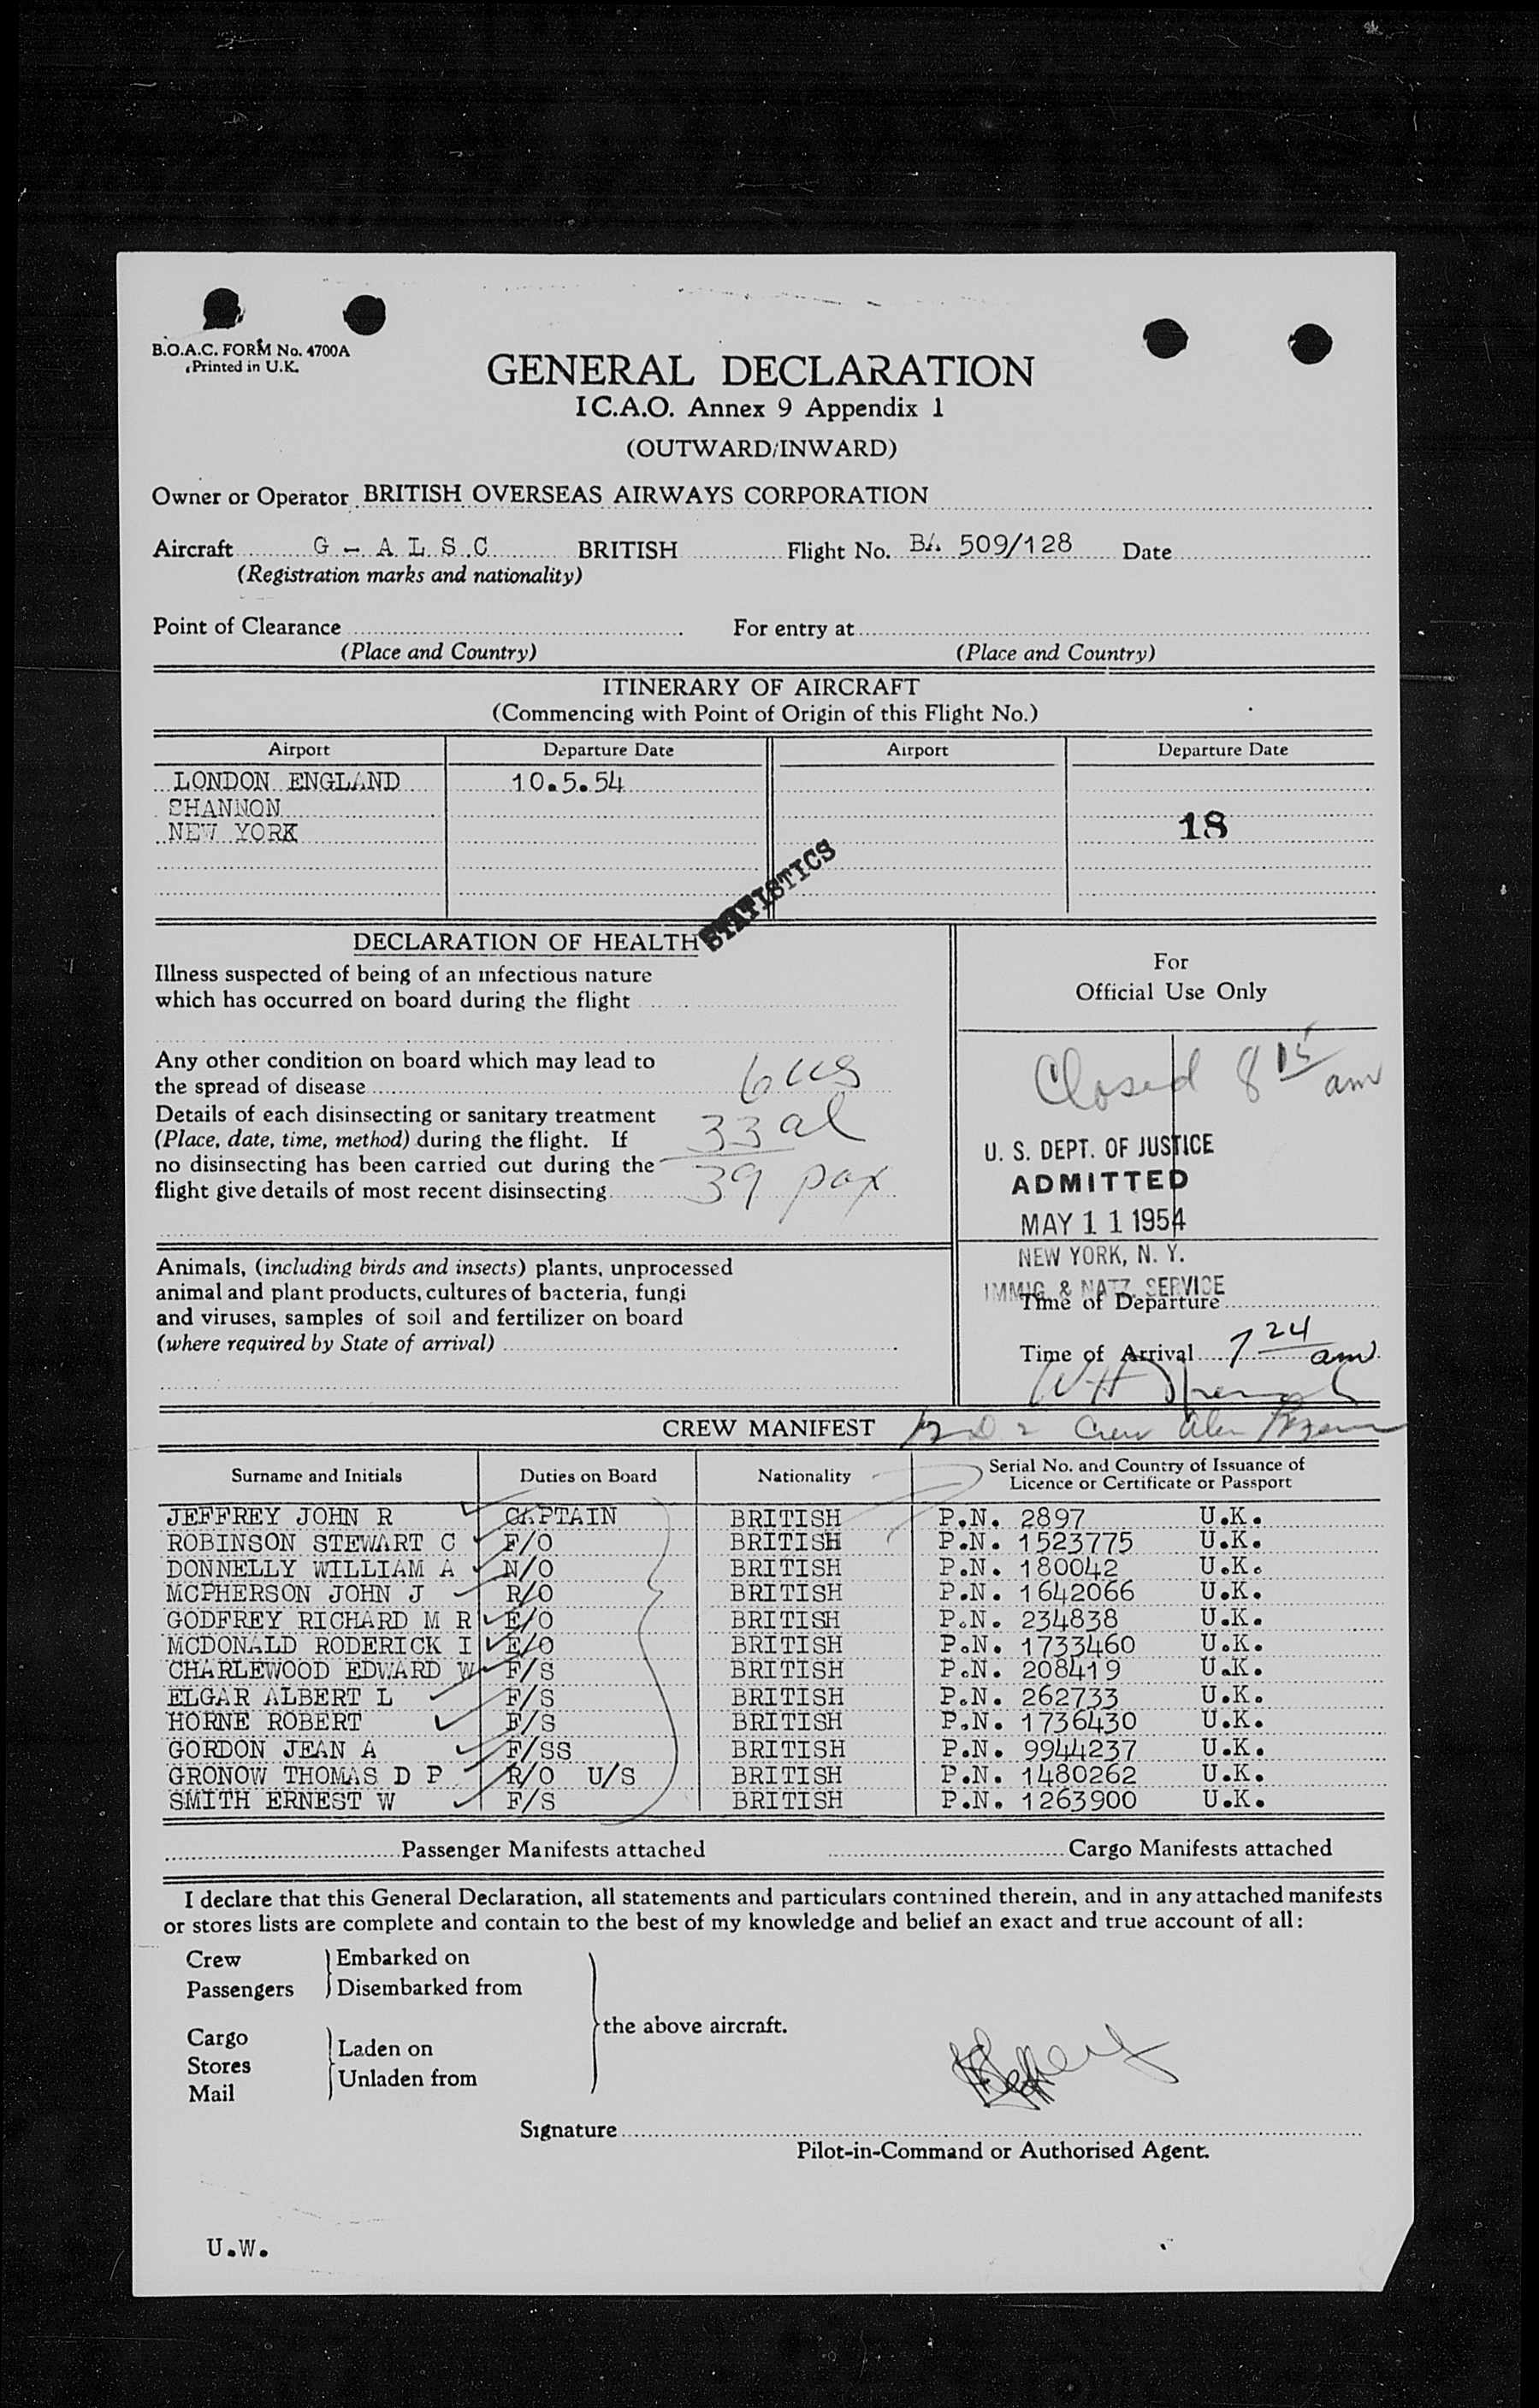 B.O.A.C. FORM No. 4700A
Printed in U.K.
GENERAL DECLARATION
I C.A.O. Annex 9 Appendix 1
(OUTWARD/INWARD)
Owner or Operator BRITISH OVERSEAS AIRWAYS CORPORATION
Aircraft G - A L S C BRITISH Flight No. BA 509/128 Date
(Registration marks and nationality)
Point of Clearance For entry at
(Place and Country) (Place and Country)
ITINERARY OF AIRCRAFT
(Commencing with Point of Origin of this Flight No.)
Airport Departure Date Airport Departure Date
LONDON ENGLAND 10.5.54
SHANNON
NEW YORK 18
STATISTICS
DECLARATION OF HEALTH
Illness suspected of being of an infectious nature
which has occurred on board during the flight
Any other condition on board which may lead to
the spread of disease 6 us
Details of each disinsecting or sanitary treatment
(Place, date, time, method) during the flight. If 33 al
no disinsecting has been carried out during the
flight give details of most recent disinsecting 39 pax
Animals, (including birds and insects) plants, unprocessed
animal and plant products, cultures of bacteria, fungi
and viruses, samples of soil and fertilizer on board
(where required by State of arrival)
For
Official Use Only
Closed 8 15 am
U. S. DEPT. OF JUSTICE
ADMITTED
MAY 1 1 1954
NEW YORK, N. Y.
IMMIG. & NATZ. SERVICE
Time of Departure
Time of Arrival 7 24 am
CREW MANIFEST Crew
Surname and Initials Duties on Board Nationality Serial No. and Country of Issuance of
Licence or Certificate or Passport
JEFFREY JOHN R CAPTAIN BRITISH P.N. 2897 U.K.
ROBINSON STEWART C F/O BRITISH P.N. 1523775 U.K.
DONNELLY WILLIAM A N/O BRITISH P.N. 180042 U.K.
MCPHERSON JOHN J R/O BRITISH P.N. 1642066 U.K.
GODFREY RICHARD M R E/O BRITISH P.N. 234838 U.K.
MCDONALD RODERICK I E/O BRITISH P.N. 1733460 U.K.
CHARLEWOOD EDWARD W F/S BRITISH P.N. 208419 U.K.
ELGAR ALBERT L F/S BRITISH P.N. 262733 U.K.
HORNE ROBERT F/S BRITISH P.N. 1736430 U.K.
GORDON JEAN A F/SS BRITISH P.N. 9944237 U.K.
GRONOW THOMAS D P R/O U/S BRITISH P.N. 1480262 U.K.
SMITH ERNEST W F/S BRITISH P.N. 1263900 U.K.
Passenger Manifests attached Cargo Manifests attached
I declare that this General Declaration, all statements and particulars contained therein, and in any attached manifests
or stores lists are complete and contain to the best of my knowledge and belief an exact and true account of all:
Crew Embarked on
Passengers Disembarked from
the above aircraft.
Cargo Laden on
Stores
Mail Unladen from
Jeffrey
Signature
Pilot-in-Command or Authorised Agent.
U.W.